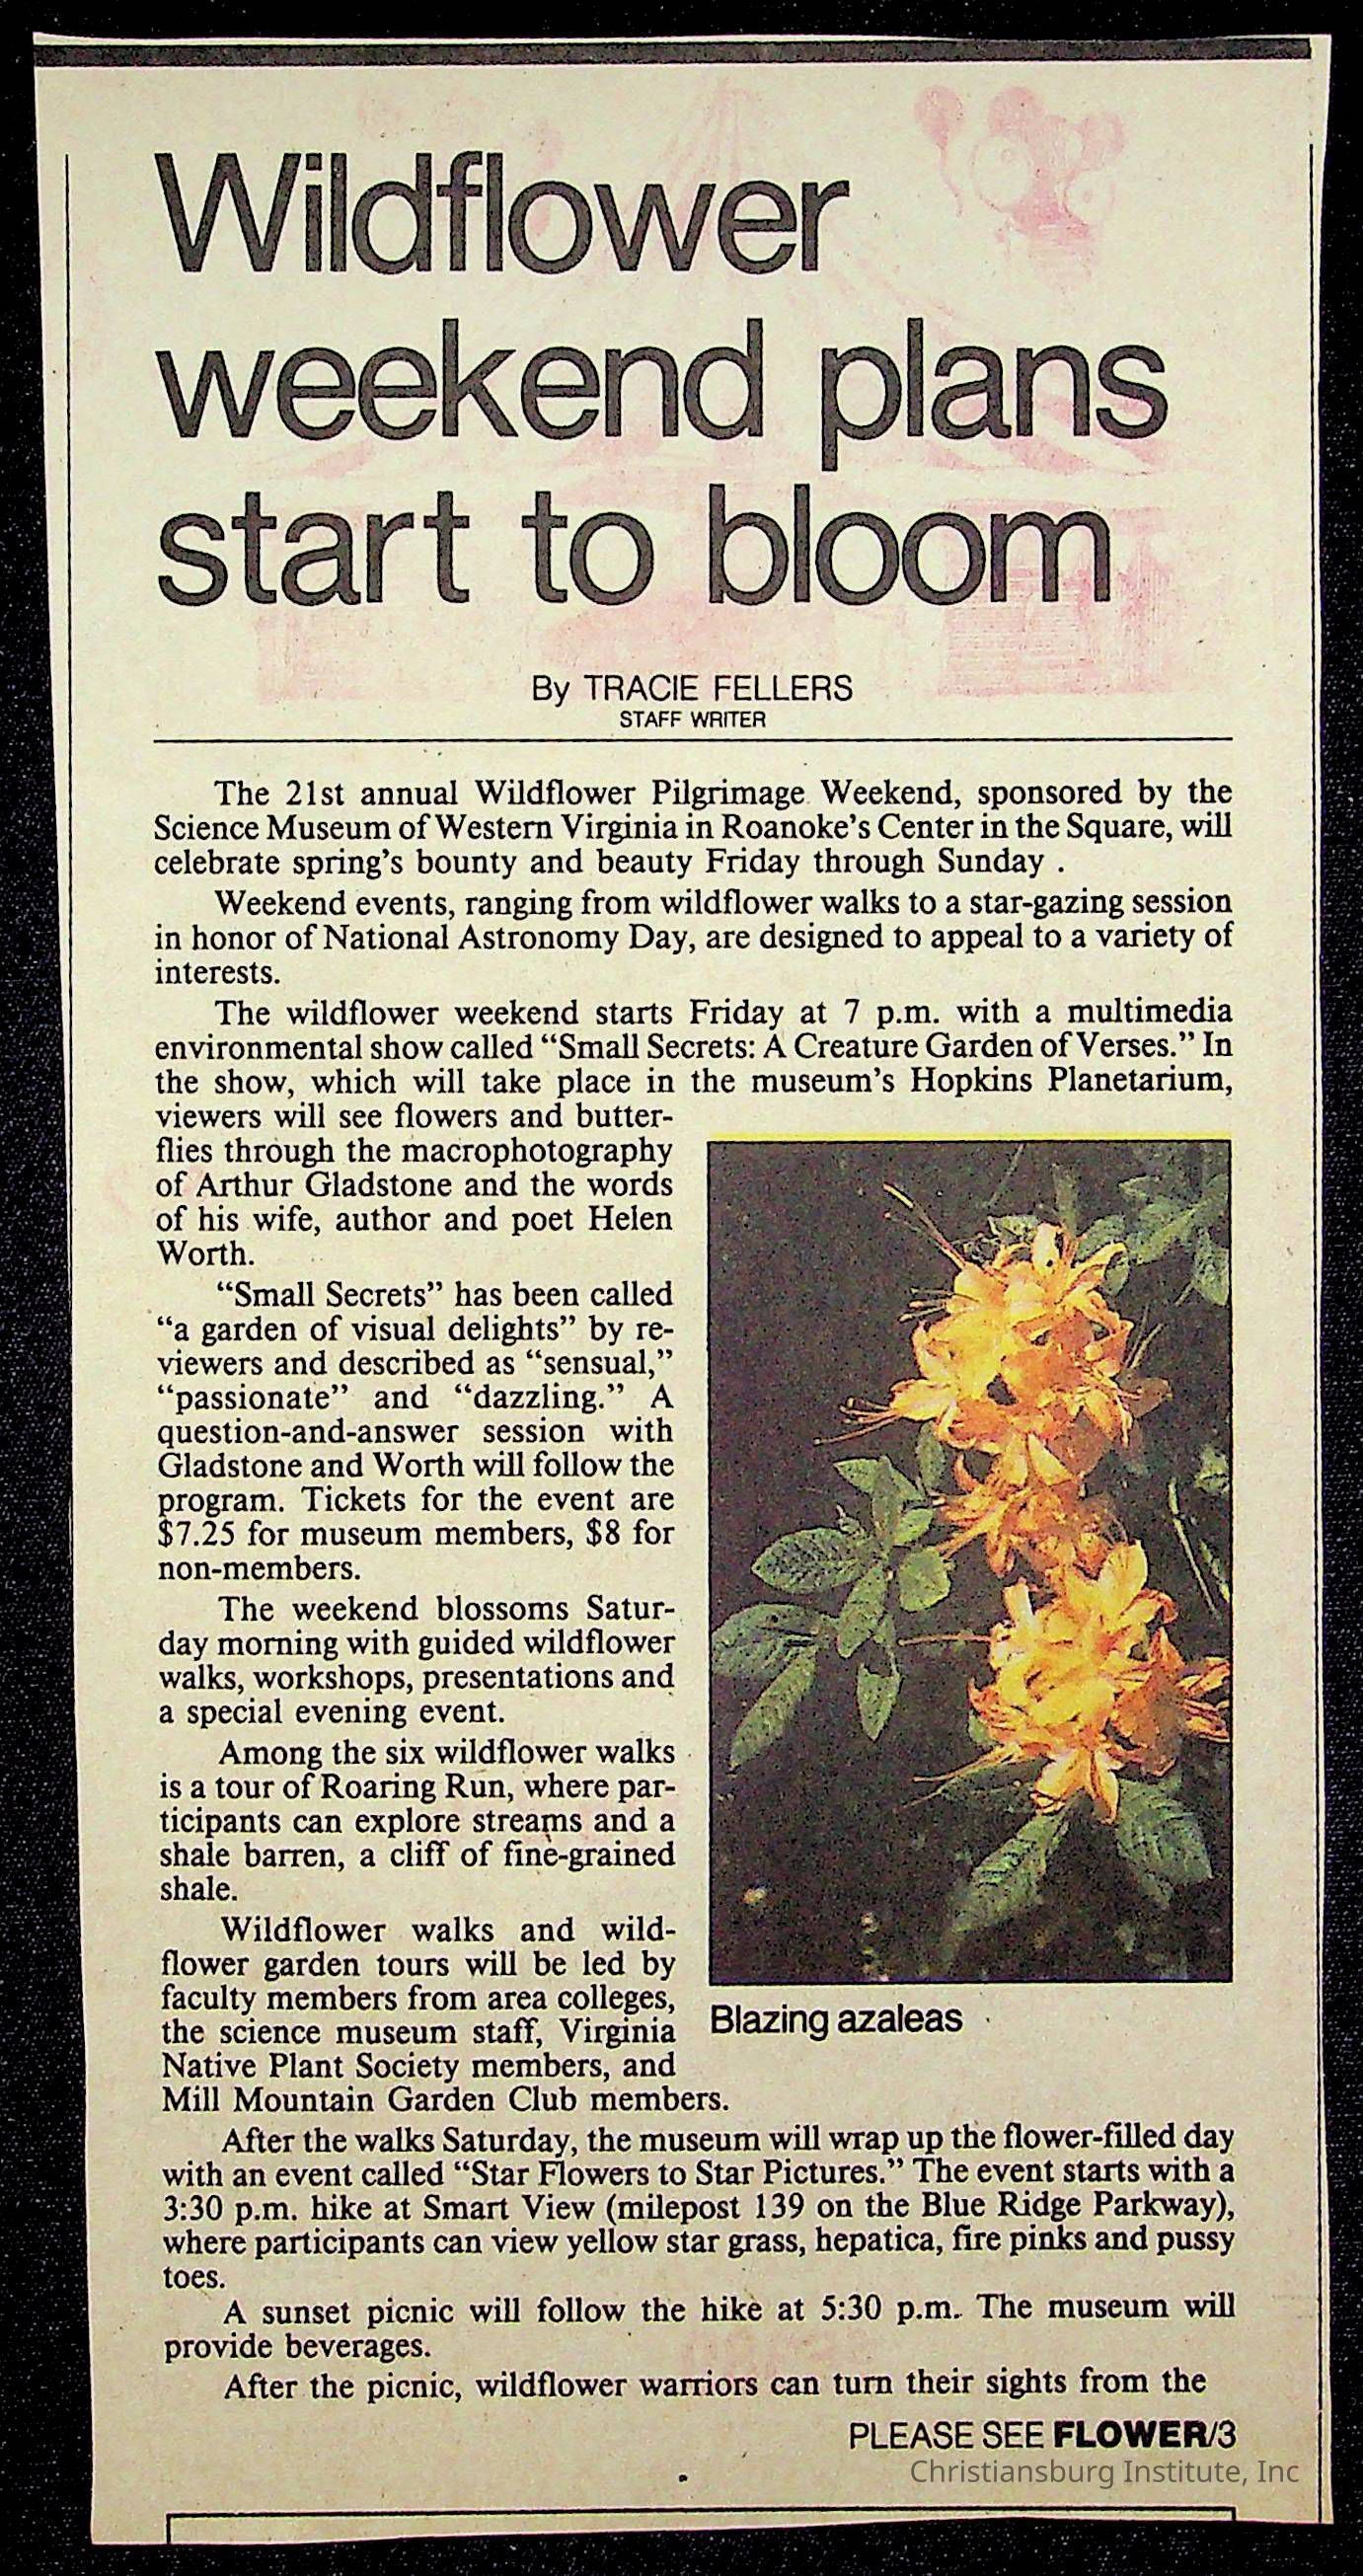 Wildflower
weekend plans
start to bloom
By TRACIE FELLERS
STAFF WRITER
The 21st annual Wildflower Pilgrimage Weekend, sponsored by the
Science Museum of Western Virginia in Roanoke's Center in the Square, will
celebrate spring's bounty and beauty Friday through Sunday .
Weekend events, ranging from wildflower walks to a star-gazing session
in honor of National Astronomy Day, are designed to appeal to a variety of
interests.
The wildflower weekend starts Friday at 7 p.m. with a multimedia
environmental show called “Small Secrets: A Creature Garden of Verses.” In
the show, which will take place in the museum's Hopkins Planetarium,
viewers will see flowers and butter-
flies through the macrophotography
of Arthur Gladstone and the words
of his wife, author and poet Helen
Worth.
“Small Secrets” has been called
“a garden of visual delights” by re-
viewers and described as “sensual,”
“passionate” and “dazzling.” A
question-and-answer session with
Gladstone and Worth will follow the
program. Tickets for the event are
$7.25 for museum members, $8 for
non-members.
The weekend blossoms Satur-
day morning with guided wildflower
walks, workshops, presentations and
a special evening event.
Among the six wildflower walks
is a tour of Roaring Run, where par-
ticipants can explore streams and a
shale barren, a cliff of fine-grained
shale.
Wildflower walks and wild-
flower garden tours will be led by
faculty members from area colleges,
the science museum staff, Virginia
Native Plant Society members, and
Mill Mountain Garden Club members.
Blazing azaleas
After the walks Saturday, the museum will wrap up the flower-filled day
with an event called “Star Flowers to Star Pictures.” The event starts with a
3:30 p.m. hike at Smart View (milepost 139 on the Blue Ridge Parkway),
where participants can view yellow star grass, hepatica, fire pinks and pussy
toes.
A sunset picnic will follow the hike at 5:30 p.m. The museum will
provide beverages.
After the picnic, wildflower warriors can turn their sights from the
PLEASE SEE FLOWER/3
Christiansburg Institute, Inc